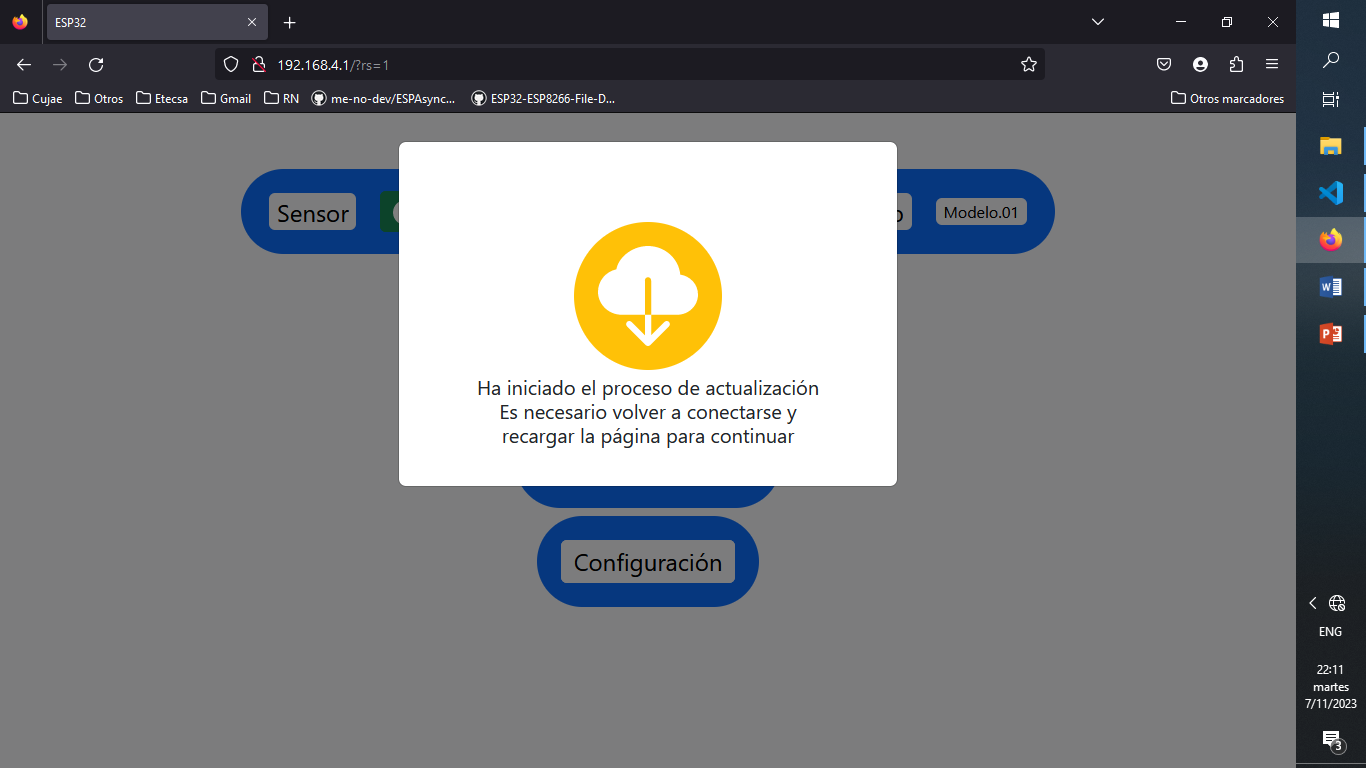 ESP32
192.168.4.1/?rs=1
Cujae
Otros
Etecsa
Gmail
RN
me-no-dev/ESPAsync...
ESP32-ESP8266-File-D...
Otros marcadores
Sensor
Modelo.01
Ha iniciado el proceso de actualización
Es necesario volver a conectarse y
recargar la página para continuar
Configuración
ENG
22:11
martes
7/11/2023
3